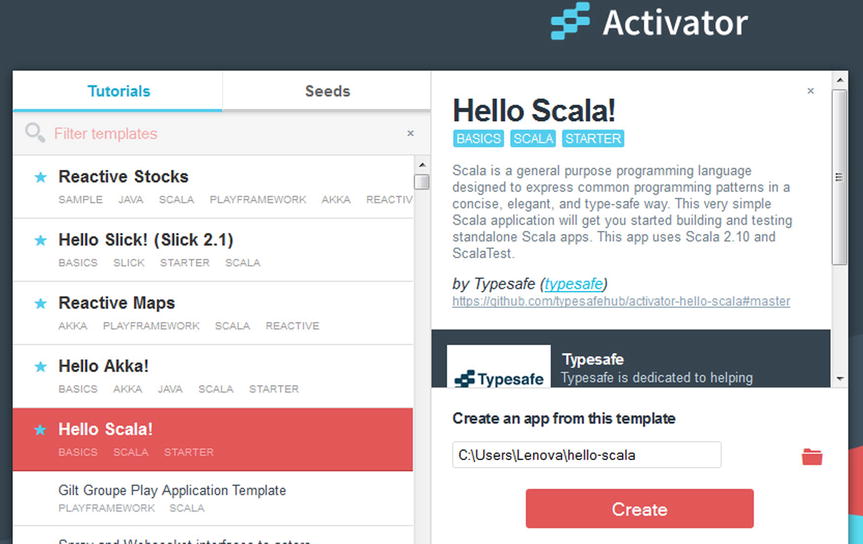 Activator
Tutorials
Seeds
Filter templates
×
Reactive Stocks
SAMPLE JAVA SCALA PLAYFRAMEWORK AKKA REACTIV
Hello Slick! (Slick 2.1)
BASICS SLICK STARTER SCALA
Reactive Maps
AKKA PLAYFRAMEWORK SCALA REACTIVE
Hello Akka!
BASICS AKKA JAVA SCALA STARTER
Hello Scala!
BASICS SCALA STARTER
Gilt Groupe Play Application Template
PLAYFRAMEWORK SCALA
Spray and Websocket interfaces to actors
×
Hello Scala!
BASICS SCALA STARTER
Scala is a general purpose programming language
designed to express common programming patterns in a
concise, elegant, and type-safe way. This very simple
Scala application will get you started building and testing
standalone Scala apps. This app uses Scala 2.10 and
ScalaTest.
by Typesafe (typesafe)
https://github.com/typesafehub/activator-hello-scala#master
Typesafe
Typesafe
Typesafe is dedicated to helping
Create an app from this template
C:\Users\Lenova\hello-scala
Create